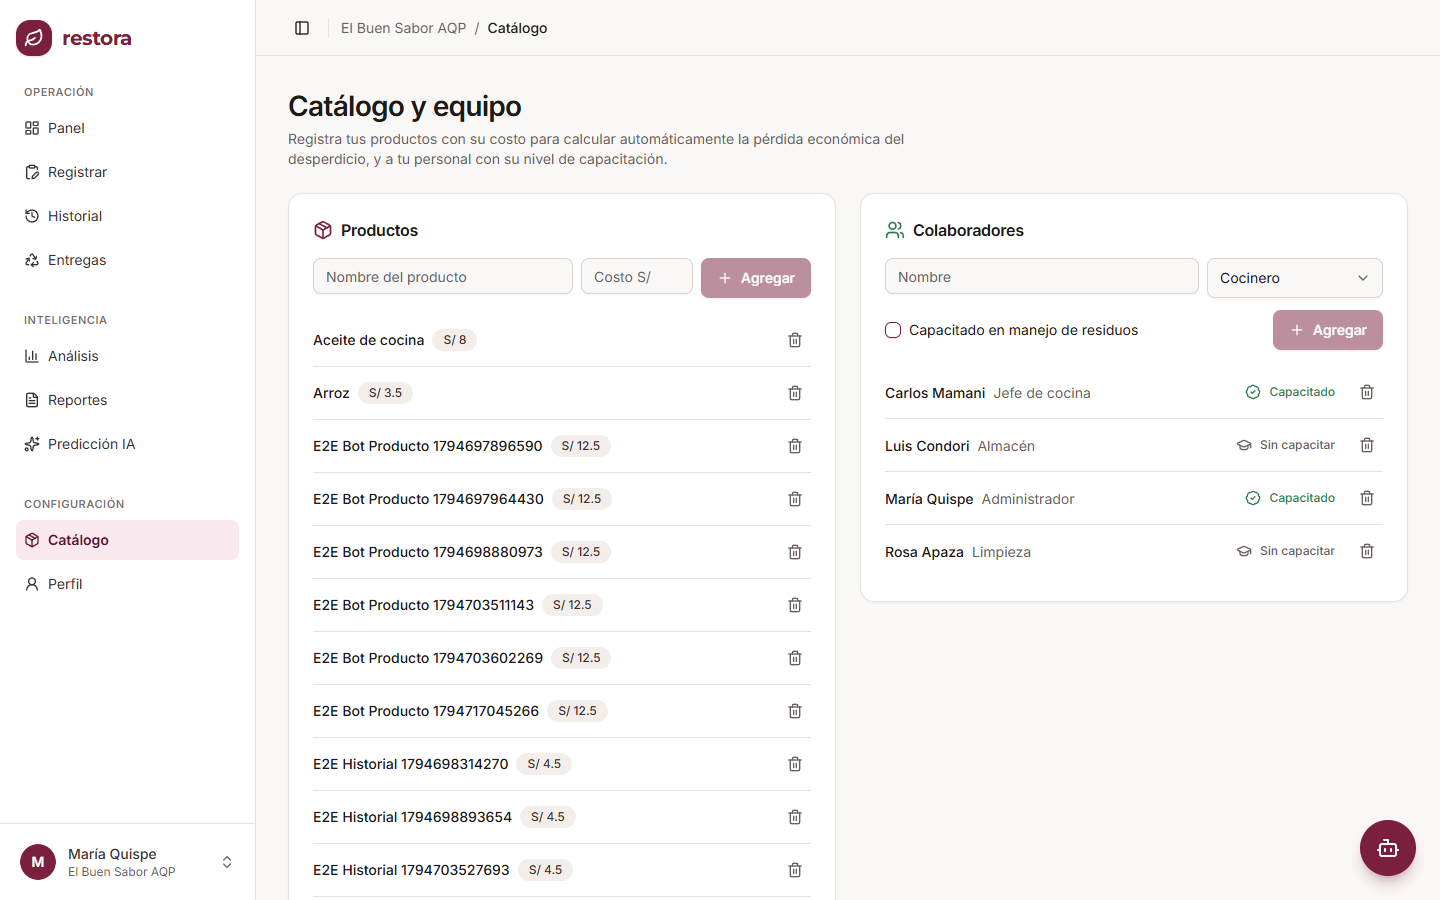 restora
OPERACIÓN
Panel
Registrar
Historial
Entregas
INTELIGENCIA
Análisis
Reportes
Predicción IA
CONFIGURACIÓN
Catálogo
Perfil
M
María Quispe
El Buen Sabor AQP
El Buen Sabor AQP / Catálogo
Catálogo y equipo
Registra tus productos con su costo para calcular automáticamente la pérdida económica del
desperdicio, y a tu personal con su nivel de capacitación.
Productos
Nombre del producto
Costo S/
Agregar
Aceite de cocina S/ 8
Arroz S/ 3.5
E2E Bot Producto 1794697896590 S/ 12.5
E2E Bot Producto 1794697964430 S/ 12.5
E2E Bot Producto 1794698880973 S/ 12.5
E2E Bot Producto 1794703511143 S/ 12.5
E2E Bot Producto 1794703602269 S/ 12.5
E2E Bot Producto 1794717045266 S/ 12.5
E2E Historial 1794698314270 S/ 4.5
E2E Historial 1794698893654 S/ 4.5
E2E Historial 1794703527693 S/ 4.5
Colaboradores
Nombre
Cocinero
Capacitado en manejo de residuos
Agregar
Carlos Mamani Jefe de cocina Capacitado
Luis Condori Almacén Sin capacitar
María Quispe Administrador Capacitado
Rosa Apaza Limpieza Sin capacitar